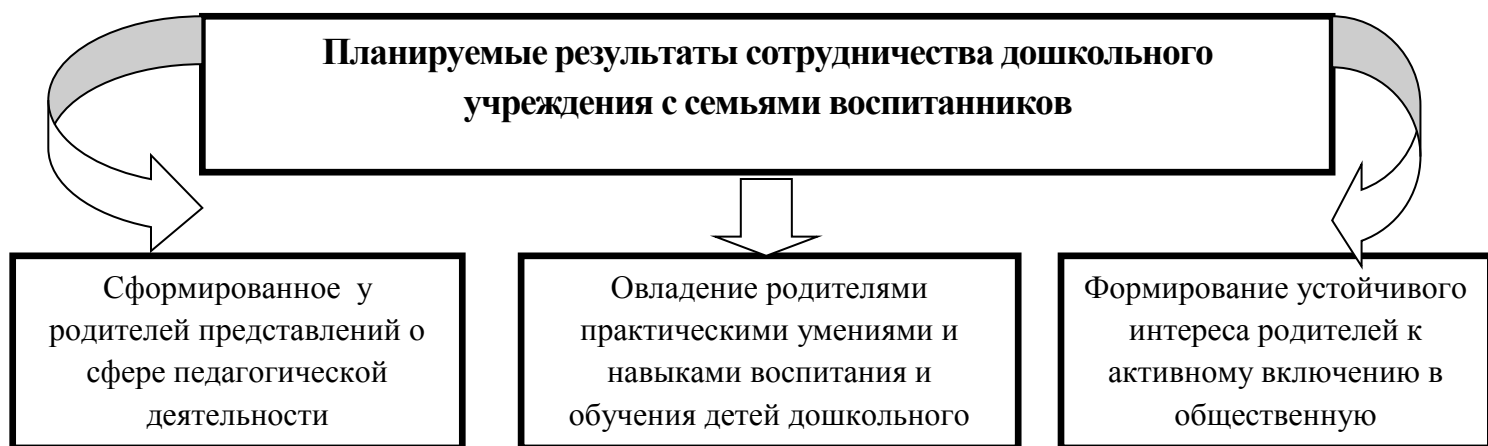 Планируемые результаты сотрудничества дошкольного
учреждения с семьями воспитанников
Сформированное у
родителей представлений о
сфере педагогической
деятельности
Овладение родителями
практическими умениями и
навыками воспитания и
обучения детей дошкольного
Формирование устойчивого
интереса родителей к
активному включению в
общественную